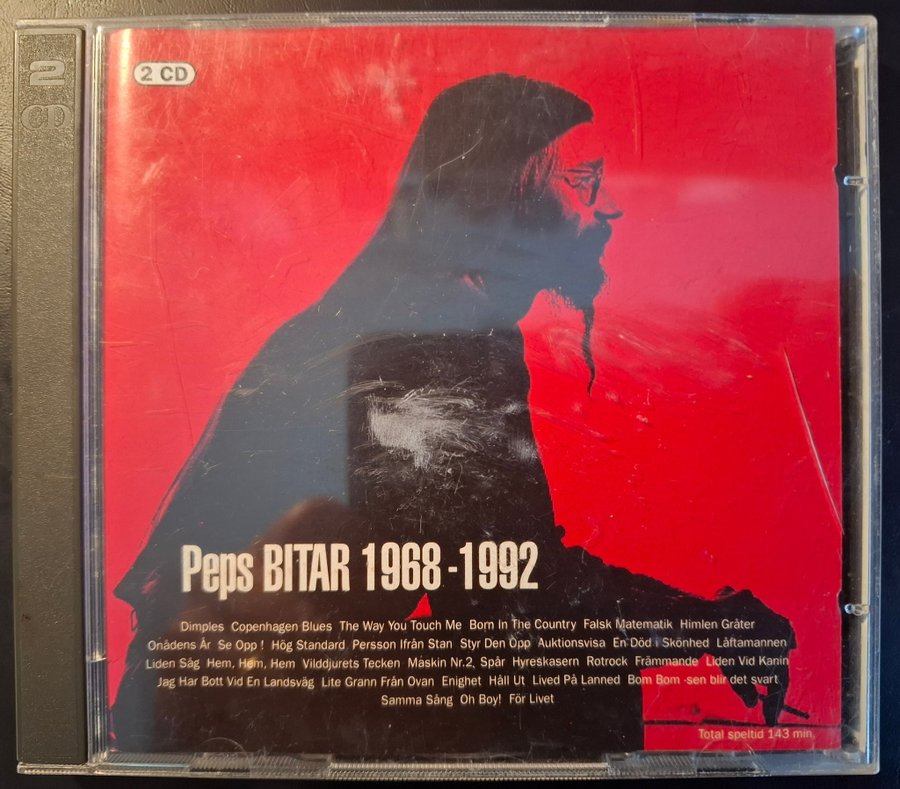 2
CD
2 CD
Peps BITAR 1968 -1992
Dimples Copenhagen Blues The Way You Touch Me Born In The Country Falsk Matematik Himlen Gråter
Onådens År Se Opp ! Hög Standard Persson Ifrån Stan Styr Den Opp Auktionsvisa En Död i Skönhed Låftamannen
Liden Såg Hem, Hem, Hem Vilddjurets Tecken Måskin Nr.2, Spår Hyreskasern Rotrock Främmande Liden Vid Kanin
Jag Har Bott Vid En Landsväg Lite Grann Från Ovan Enighet Håll Ut Lived På Lanned Bom Bom -sen blir det svart
Samma Sång Oh Boy! För Livet
Total speltid 143 min.